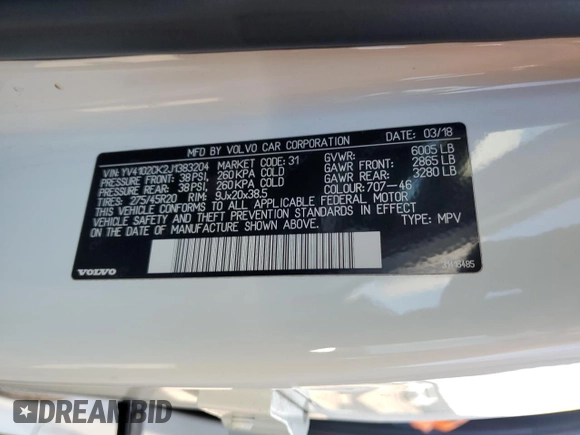 MFD BY VOLVO CAR CORPORATION DATE: 03/18
VIN: YV4102CK2J1383204 MARKET CODE: 31 GVWR: 6005 LB
PRESSURE FRONT: 38 PSI, 260 KPA COLD GAWR FRONT: 2865 LB
PRESSURE REAR: 38 PSI, 260 KPA COLD GAWR REAR: 3280 LB
TIRES: 275/45R20 RIM: 9Jx20x38.5 COLOUR: 707-46
THIS VEHICLE CONFORMS TO ALL APPLICABLE FEDERAL MOTOR
VEHICLE SAFETY AND THEFT PREVENTION STANDARDS IN EFFECT
ON THE DATE OF MANUFACTURE SHOWN ABOVE. TYPE: MPV
VOLVO
DREAMBID